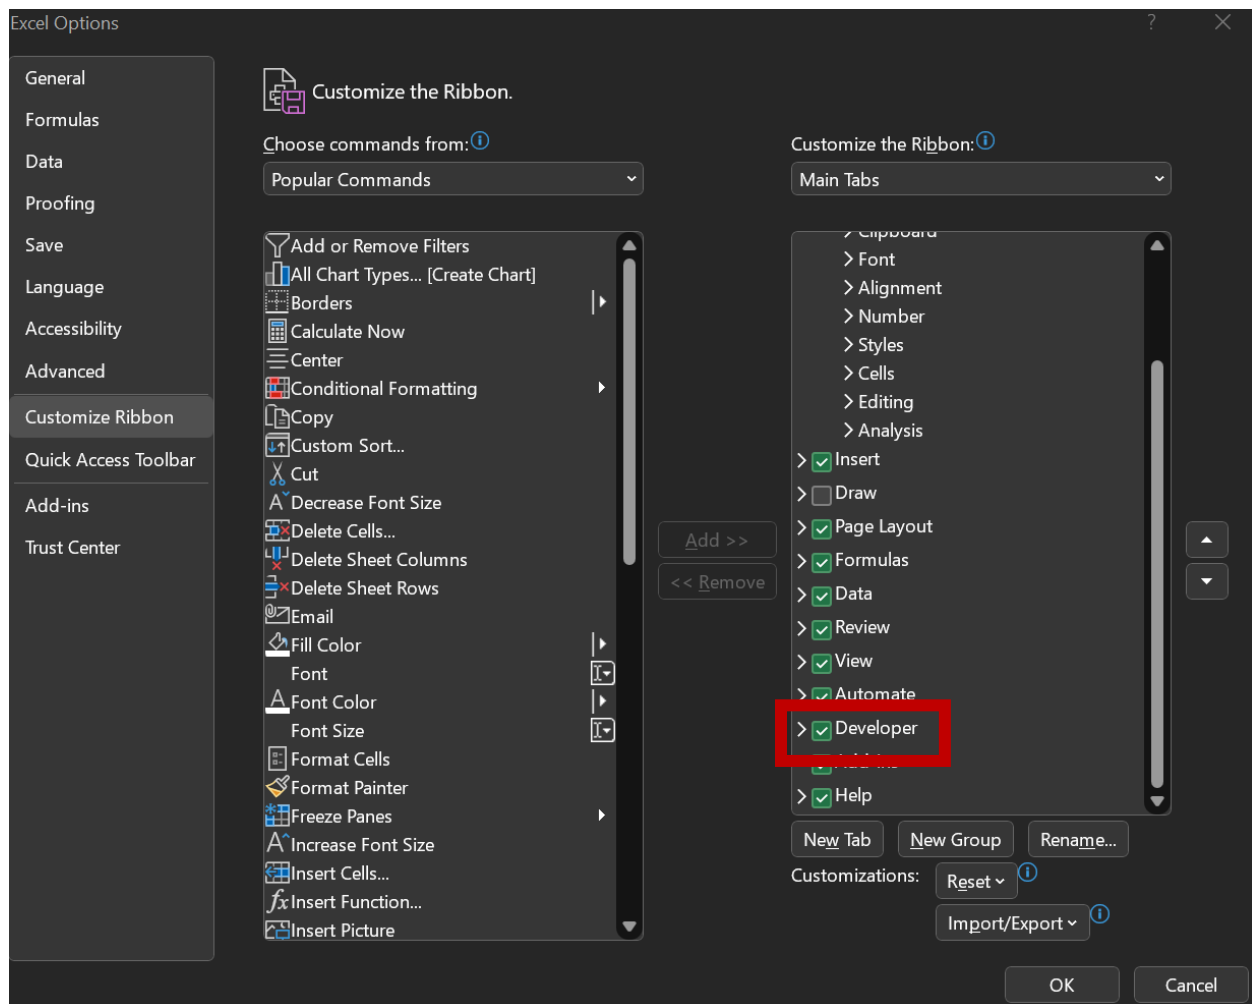 Excel Options
?
General
Formulas
Data
Proofing
Save
Language
Accessibility
Advanced
Customize Ribbon
Quick Access Toolbar
Add-ins
Trust Center
Customize the Ribbon.
Choose commands from:
Popular Commands
Add or Remove Filters
All Chart Types... [Create Chart]
Borders
Calculate Now
Center
Conditional Formatting
Copy
Custom Sort...
Cut
Decrease Font Size
Delete Cells...
Delete Sheet Columns
Delete Sheet Rows
Email
Fill Color
Font
Font Color
Font Size
Format Cells
Format Painter
Freeze Panes
Increase Font Size
Insert Cells...
Insert Function...
Insert Picture
Add >>
<< Remove
Customize the Ribbon:
Main Tabs
Clipboard
Font
Alignment
Number
Styles
Cells
Editing
Analysis
Insert
Draw
Page Layout
Formulas
Data
Review
View
Automate
Developer
Add-ins
Help
New Tab
New Group
Rename...
Customizations:
Reset
Import/Export
OK
Cancel